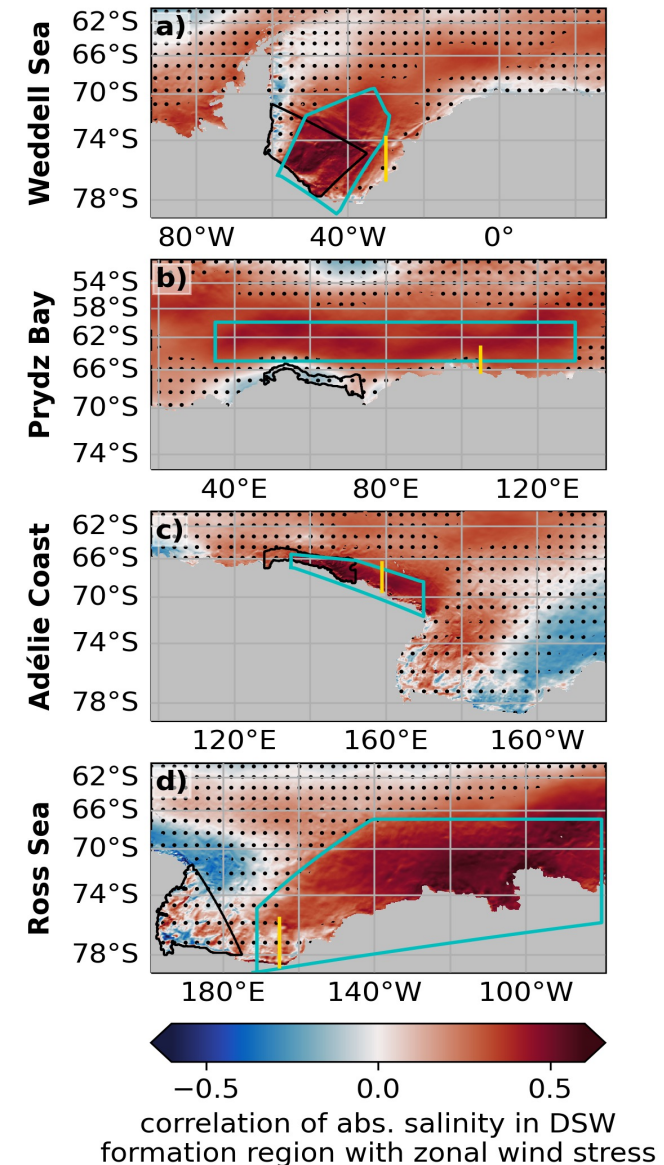 Weddell Sea
a)
62°S
66°S
70°S
74°S
78°S
80°W 40°W 0°
Prydz Bay
b)
54°S
58°S
62°S
66°S
70°S
74°S
40°E 80°E 120°E
Adélie Coast
c)
62°S
66°S
70°S
74°S
78°S
120°E 160°E 160°W
Ross Sea
d)
62°S
66°S
70°S
74°S
78°S
180°E 140°W 100°W
−0.5 0.0 0.5
correlation of abs. salinity in DSW
formation region with zonal wind stress